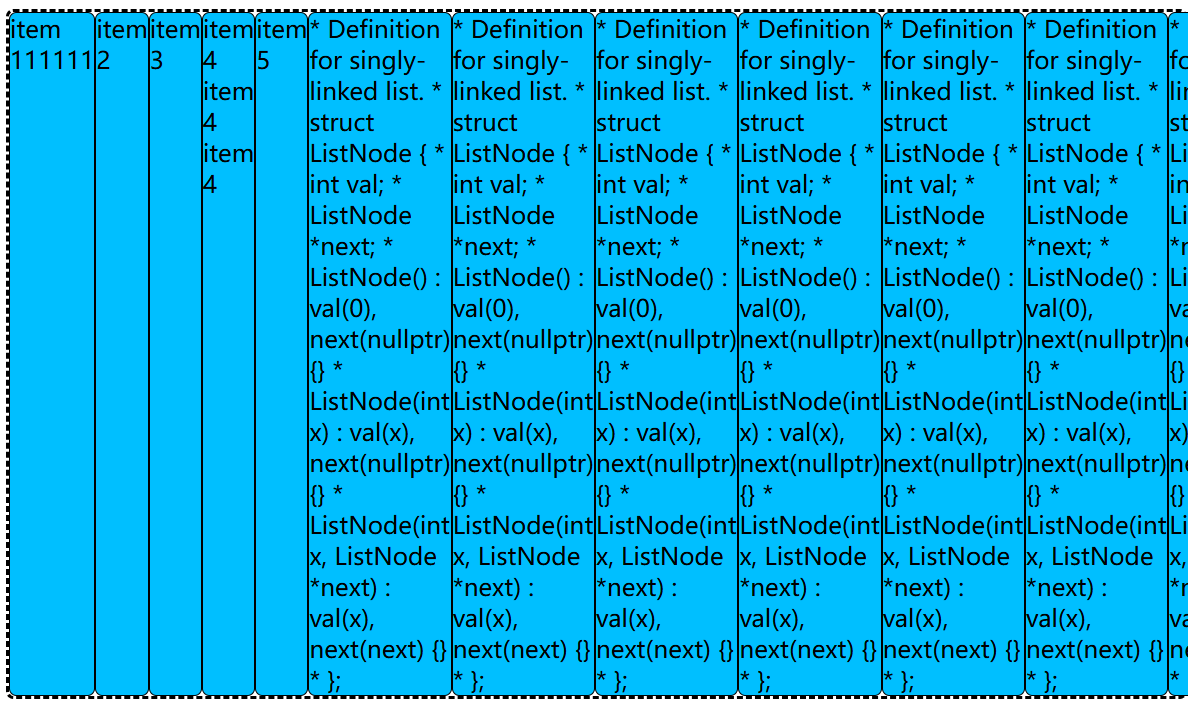 item
111111
item
2
item
3
item
4
item
4
item
4
item
5
* Definition
for singly-
linked list. *
struct
ListNode { *
int val; *
ListNode
*next; *
ListNode() :
val(0),
next(nullptr)
{} *
ListNode(int
x) : val(x),
next(nullptr)
{} *
ListNode(int
x, ListNode
*next) :
val(x),
next(next) {}
* };
* Definition
for singly-
linked list. *
struct
ListNode { *
int val; *
ListNode
*next; *
ListNode() :
val(0),
next(nullptr)
{} *
ListNode(int
x) : val(x),
next(nullptr)
{} *
ListNode(int
x, ListNode
*next) :
val(x),
next(next) {}
* };
* Definition
for singly-
linked list. *
struct
ListNode { *
int val; *
ListNode
*next; *
ListNode() :
val(0),
next(nullptr)
{} *
ListNode(int
x) : val(x),
next(nullptr)
{} *
ListNode(int
x, ListNode
*next) :
val(x),
next(next) {}
* };
* Definition
for singly-
linked list. *
struct
ListNode { *
int val; *
ListNode
*next; *
ListNode() :
val(0),
next(nullptr)
{} *
ListNode(int
x) : val(x),
next(nullptr)
{} *
ListNode(int
x, ListNode
*next) :
val(x),
next(next) {}
* };
* Definition
for singly-
linked list. *
struct
ListNode { *
int val; *
ListNode
*next; *
ListNode() :
val(0),
next(nullptr)
{} *
ListNode(int
x) : val(x),
next(nullptr)
{} *
ListNode(int
x, ListNode
*next) :
val(x),
next(next) {}
* };
* Definition
for singly-
linked list. *
struct
ListNode { *
int val; *
ListNode
*next; *
ListNode() :
val(0),
next(nullptr)
{} *
ListNode(int
x) : val(x),
next(nullptr)
{} *
ListNode(int
x, ListNode
*next) :
val(x),
next(next) {}
* };